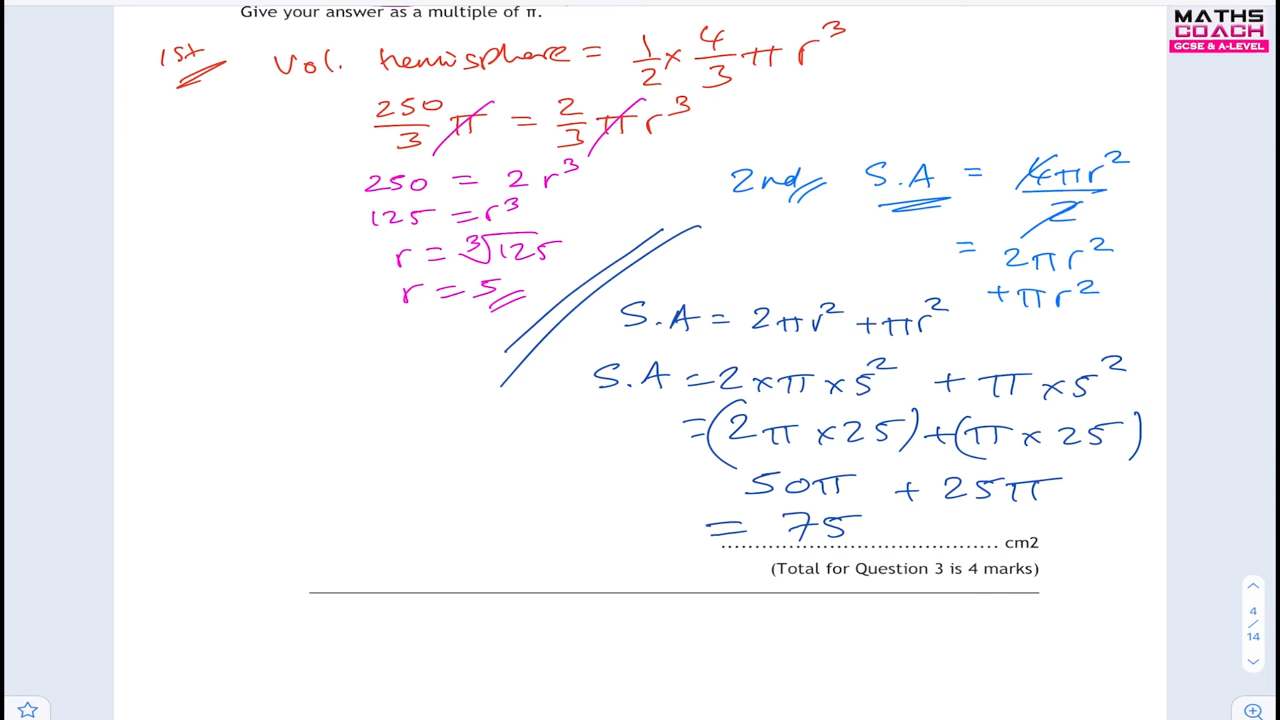 Give your answer as a multiple of π.
MATHS
COACH
GCSE & A-LEVEL
1st
Vol. hemisphere = 1/2 × 4/3 π r³
250/3 π = 2/3 π r³
250 = 2 r³
125 = r³
r = ³√125
r = 5
2nd S.A = 4πr²/2
= 2πr²
+ πr²
S.A = 2πr² + πr²
S.A = 2 × π × 5² + π × 5²
= (2π × 25) + (π × 25)
50π + 25π
= 75
........................................ cm2
(Total for Question 3 is 4 marks)
4
/
14